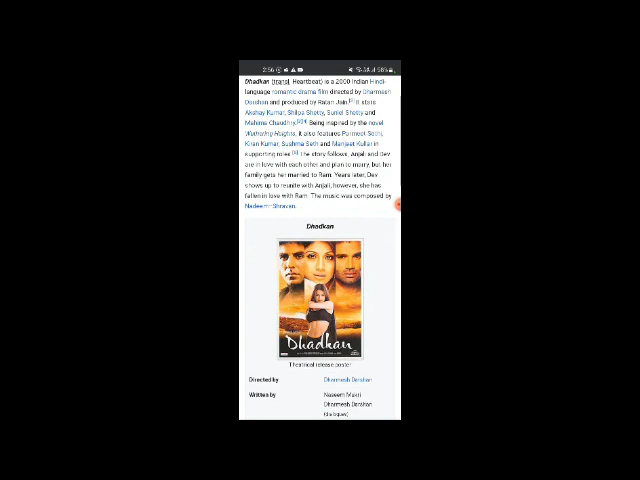 2:56
58%
Dhadkan (transl. Heartbeat) is a 2000 Indian Hindi-
language romantic drama film directed by Dharmesh
Darshan and produced by Ratan Jain. It stars
Akshay Kumar, Shilpa Shetty, Suniel Shetty and
Mahima Chaudhry. Being inspired by the novel
Wuthering Heights, it also features Parmeet Sethi,
Kiran Kumar, Sushma Seth and Manjeet Kullar in
supporting roles. The story follows, Anjali and Dev
are in love with each other and plan to marry, but her
family gets her married to Ram. Years later, Dev
shows up to reunite with Anjali, however, she has
fallen in love with Ram. The music was composed by
Nadeem-Shravan.
Dhadkan
Dhadkan
Theatrical release poster
Directed by Dharmesh Darshan
Written by Naseem Mukri
Dharmesh Darshan
(dialogues)